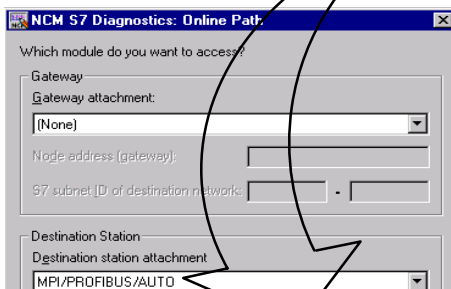 NCM S7 Diagnostics: Online Path
Which module do you want to access?
Gateway
Gateway attachment:
(None)
Node address (gateway):
S7 subnet ID of destination network: -
Destination Station
Destination station attachment
MPI/PROFIBUS/AUTO